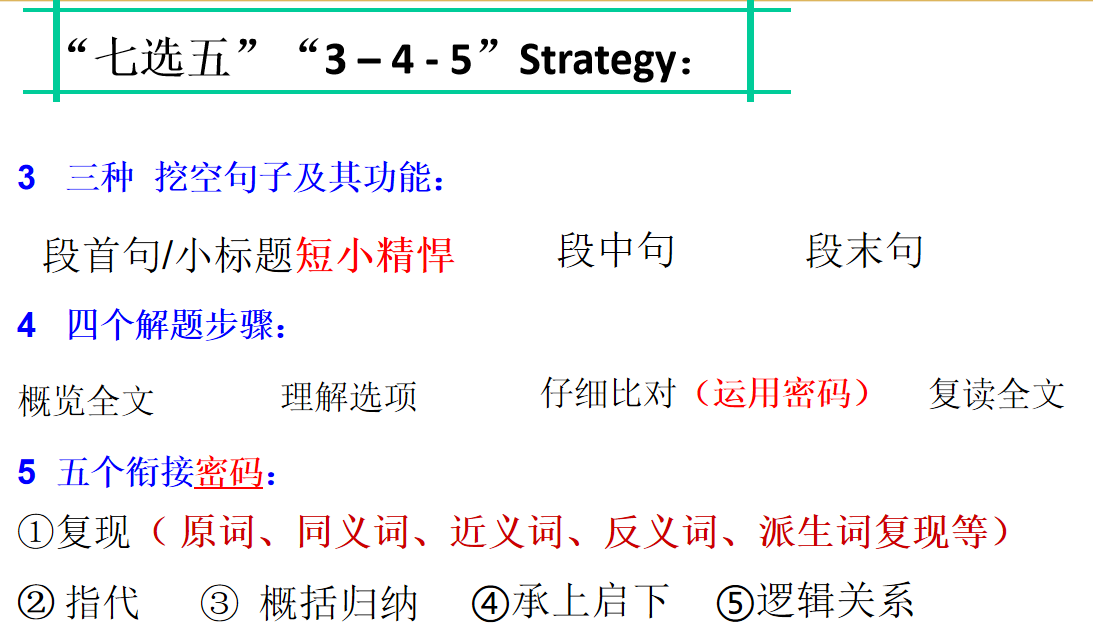 “七选五” “3 – 4 - 5” Strategy：
3 三种 挖空句子及其功能：
段首句/小标题短小精悍 段中句 段末句
4 四个解题步骤：
概览全文 理解选项 仔细比对（运用密码） 复读全文
5 五个衔接密码：
①复现（ 原词、同义词、近义词、反义词、派生词复现等）
② 指代 ③ 概括归纳 ④承上启下 ⑤逻辑关系